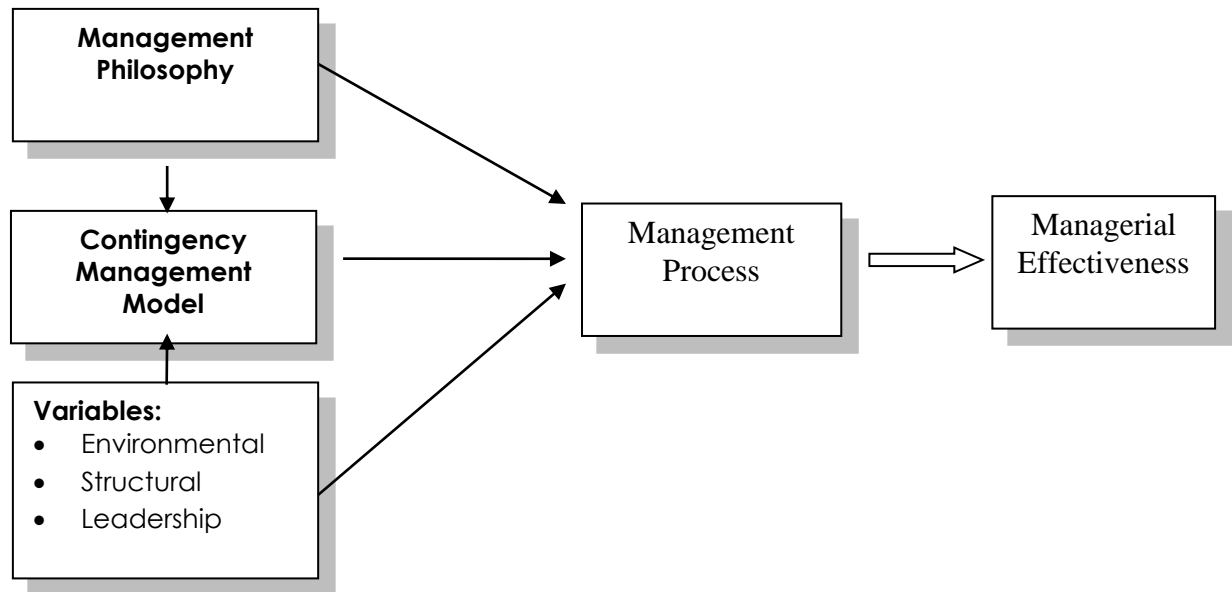 Management
Philosophy
Contingency
Management
Model
Variables:
• Environmental
• Structural
• Leadership
Management
Process
Managerial
Effectiveness